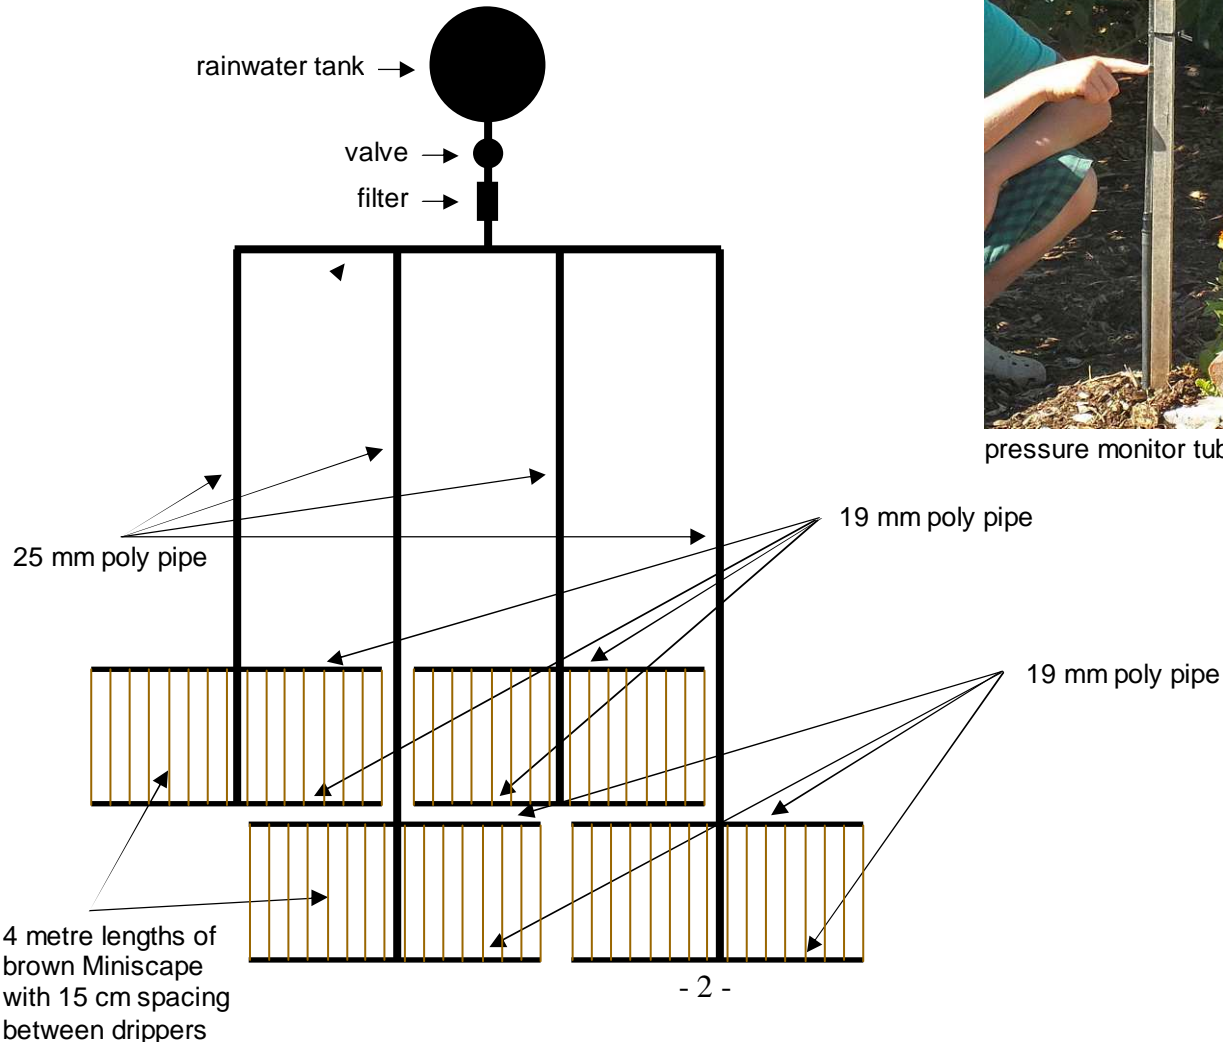 rainwater tank
valve
filter
pressure monitor tub
25 mm poly pipe
19 mm poly pipe
19 mm poly pipe
4 metre lengths of
brown Miniscape
with 15 cm spacing
between drippers
- 2 -